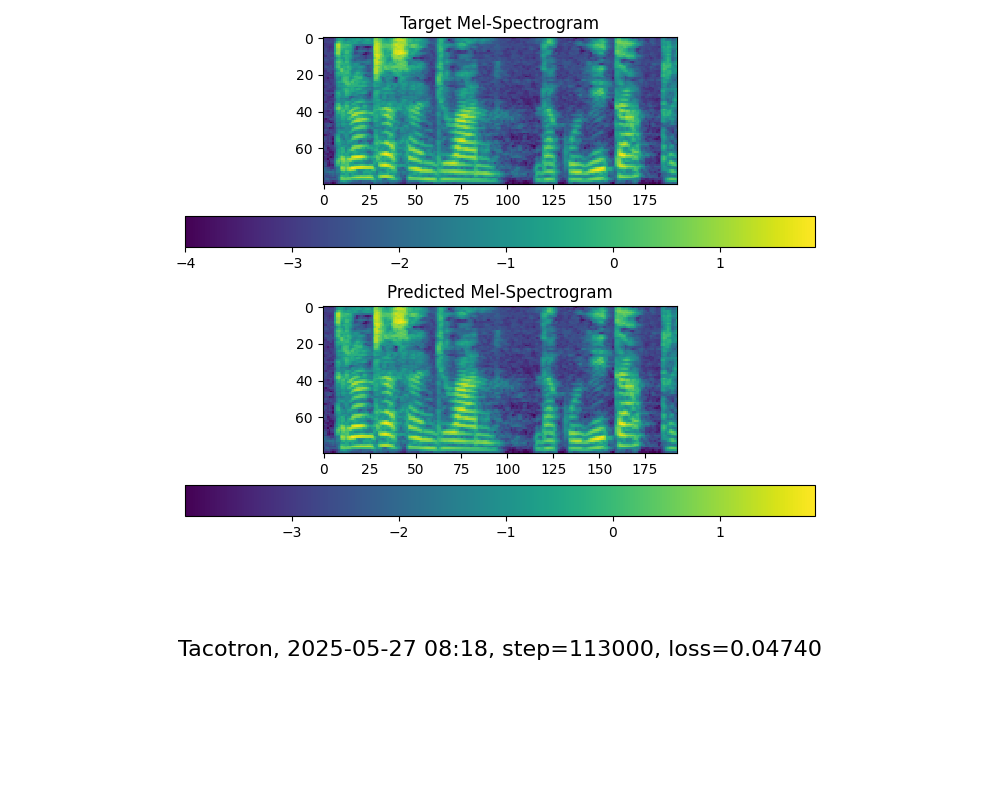 Target Mel-Spectrogram
0
20
40
60
0 25 50 75 100 125 150 175
−4 −3 −2 −1 0 1
Predicted Mel-Spectrogram
0
20
40
60
0 25 50 75 100 125 150 175
−3 −2 −1 0 1
Tacotron, 2025-05-27 08:18, step=113000, loss=0.04740